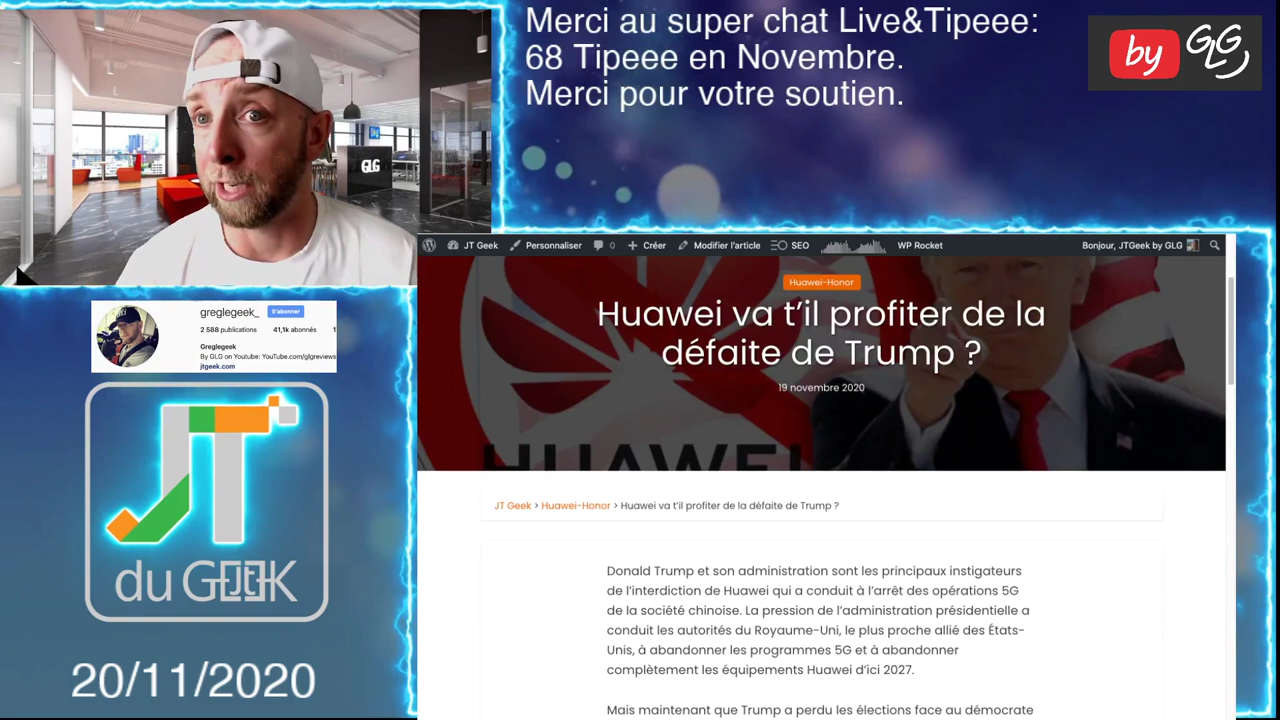 Merci au super chat Live&Tipeee:
68 Tipeee en Novembre.
Merci pour votre soutien.
by GLG
GLG
JT Geek
Personnaliser
0
Créer
Modifier l'article
SEO
WP Rocket
Bonjour, JTGeek by GLG
Huawei-Honor
Huawei va t'il profiter de la
défaite de Trump ?
19 novembre 2020
HUAWEI
greglegeek_
S'abonner
2 588 publications 41,1k abonnés 1
Greglegeek
By GLG on Youtube: YouTube.com/glgreviews
jtgeek.com
JT
du GEEK
20/11/2020
JT Geek > Huawei-Honor > Huawei va t'il profiter de la défaite de Trump ?
Donald Trump et son administration sont les principaux instigateurs
de l'interdiction de Huawei qui a conduit à l'arrêt des opérations 5G
de la société chinoise. La pression de l'administration présidentielle a
conduit les autorités du Royaume-Uni, le plus proche allié des États-
Unis, à abandonner les programmes 5G et à abandonner
complètement les équipements Huawei d'ici 2027.
Mais maintenant que Trump a perdu les élections face au démocrate